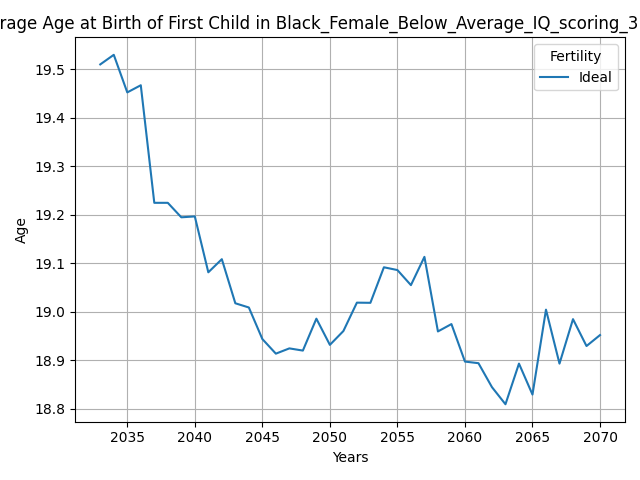 rage Age at Birth of First Child in Black_Female_Below_Average_IQ_scoring_3
Fertility
Ideal
19.5
19.4
19.3
19.2
19.1
19.0
18.9
18.8
Age
2035 2040 2045 2050 2055 2060 2065 2070
Years